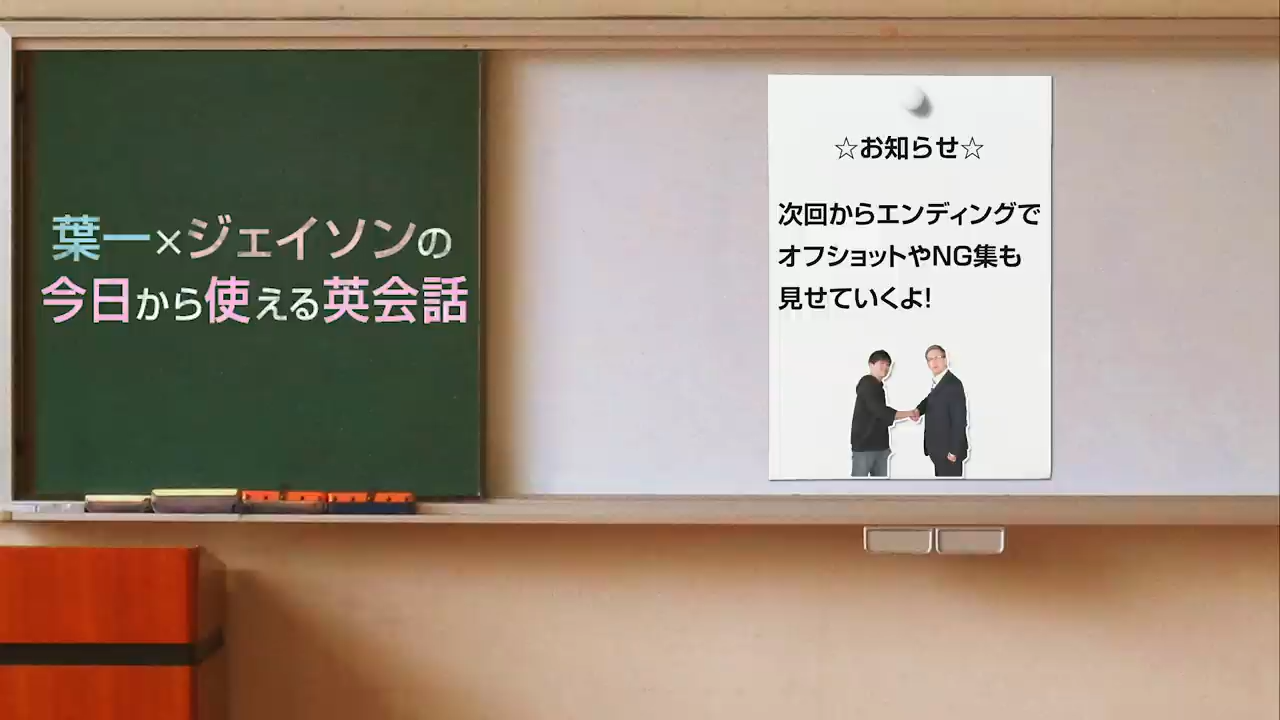 葉一×ジェイソンの
今日から使える英会話
☆お知らせ☆
次回からエンディングで
オフショットやNG集も
見せていくよ!